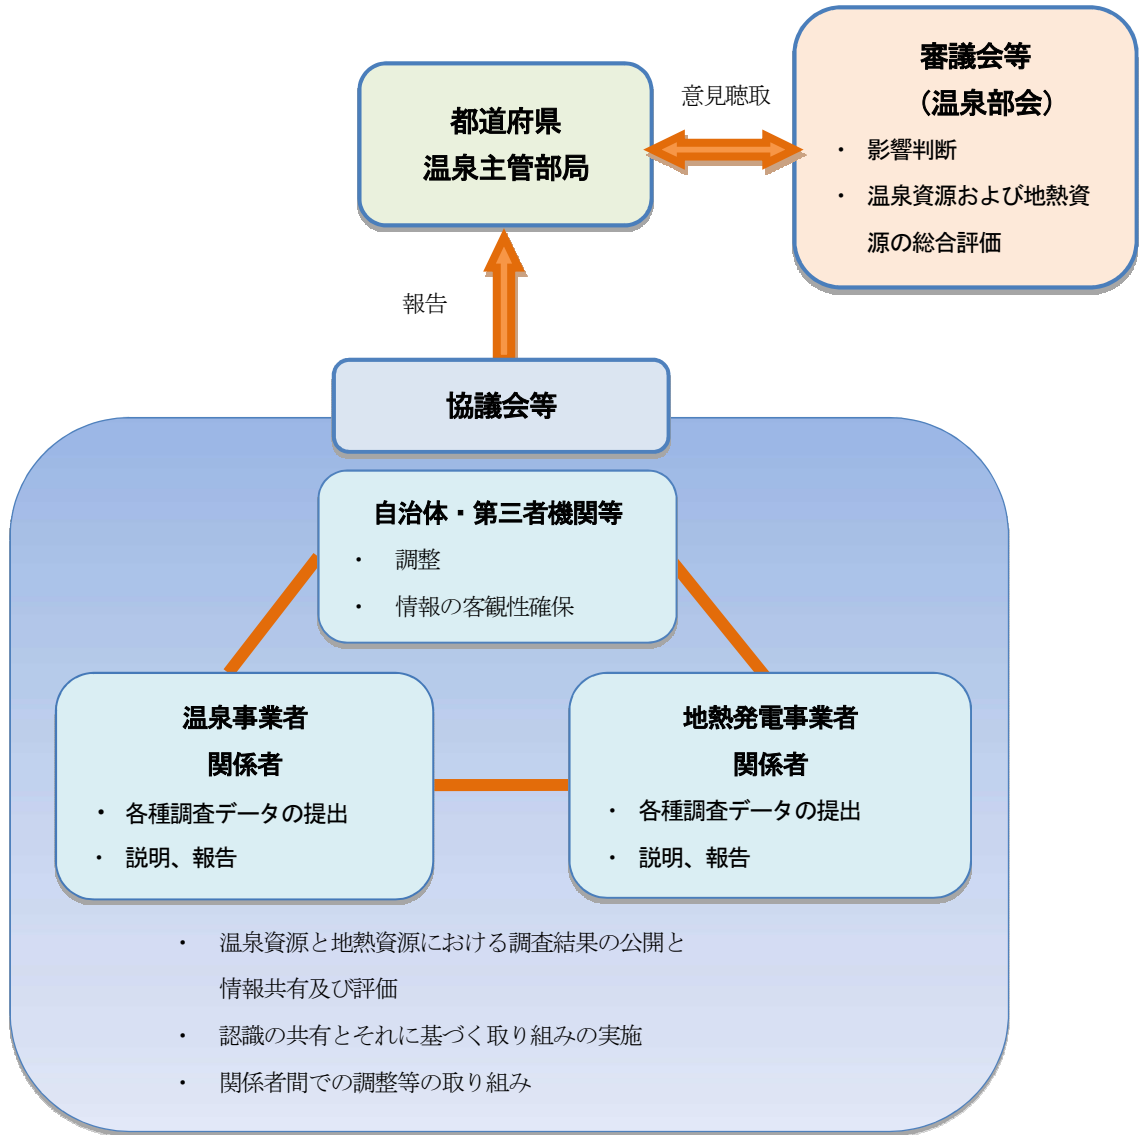 審議会等
（温泉部会）
・ 影響判断
・ 温泉資源および地熱資
源の総合評価
意見聴取
都道府県
温泉主管部局
報告
協議会等
自治体・第三者機関等
・ 調整
・ 情報の客観性確保
温泉事業者
関係者
・ 各種調査データの提出
・ 説明、報告
地熱発電事業者
関係者
・ 各種調査データの提出
・ 説明、報告
・ 温泉資源と地熱資源における調査結果の公開と
情報共有及び評価
・ 認識の共有とそれに基づく取り組みの実施
・ 関係者間での調整等の取り組み